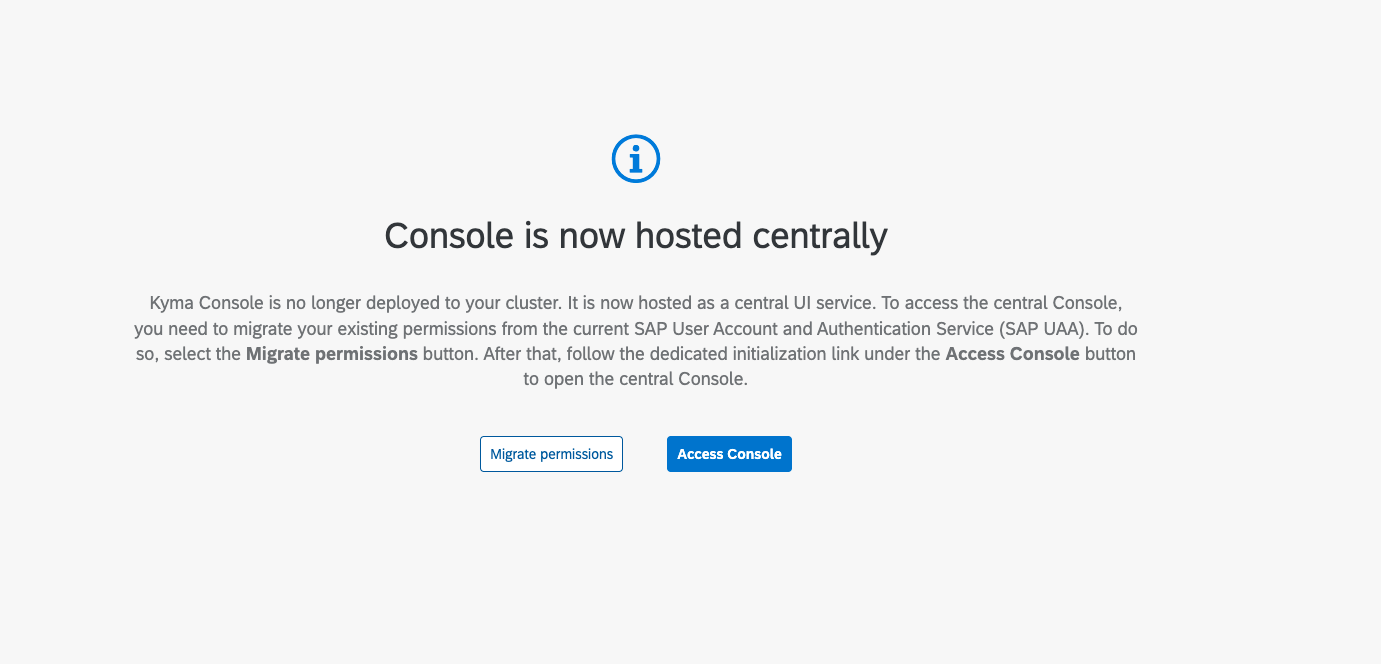 Console is now hosted centrally
Kyma Console is no longer deployed to your cluster. It is now hosted as a central UI service. To access the central Console,
you need to migrate your existing permissions from the current SAP User Account and Authentication Service (SAP UAA). To do
so, select the Migrate permissions button. After that, follow the dedicated initialization link under the Access Console button
to open the central Console.
Migrate permissions
Access Console